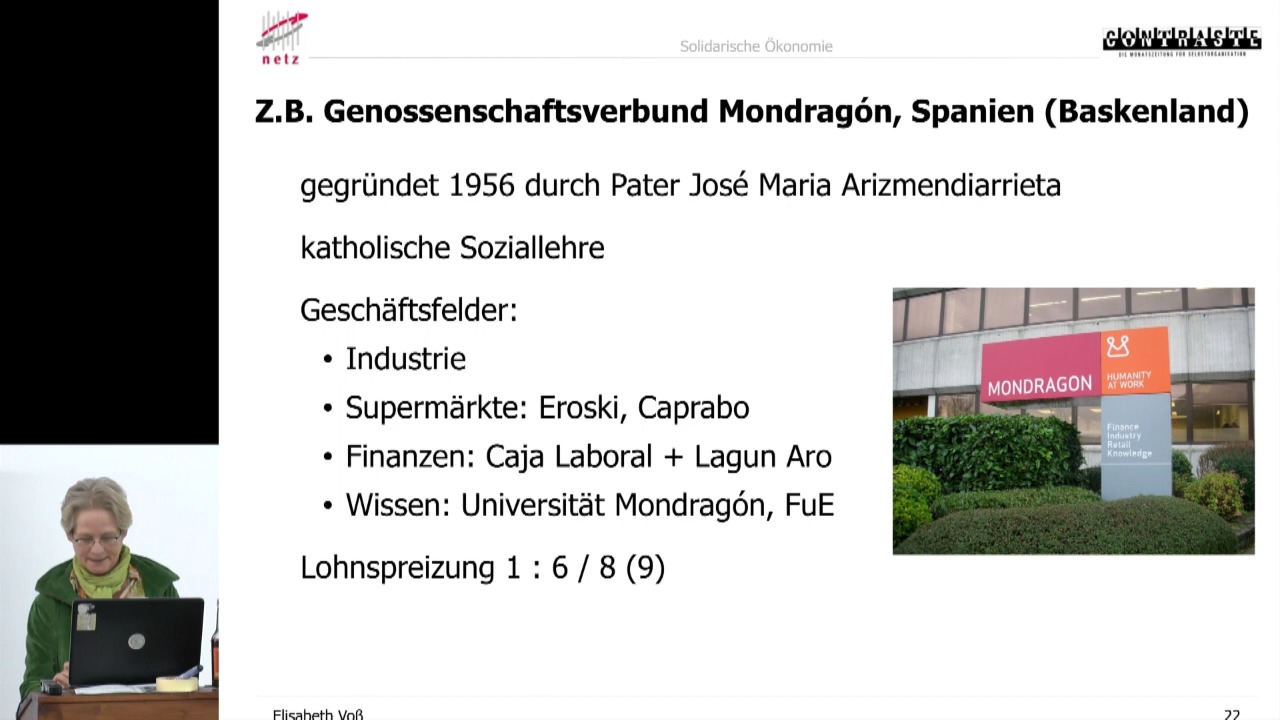 netz
Solidarische Ökonomie
CONTRASTE
DIE MONATSZEITUNG FÜR SELBSTORGANISATION
Z.B. Genossenschaftsverbund Mondragón, Spanien (Baskenland)
gegründet 1956 durch Pater José Maria Arizmendiarrieta
katholische Soziallehre
Geschäftsfelder:
• Industrie
• Supermärkte: Eroski, Caprabo
• Finanzen: Caja Laboral + Lagun Aro
• Wissen: Universität Mondragón, FuE
Lohnspreizung 1 : 6 / 8 (9)
MONDRAGON
HUMANITY
AT WORK
Finance
Industry
Retail
Knowledge
Elisabeth Voß
22